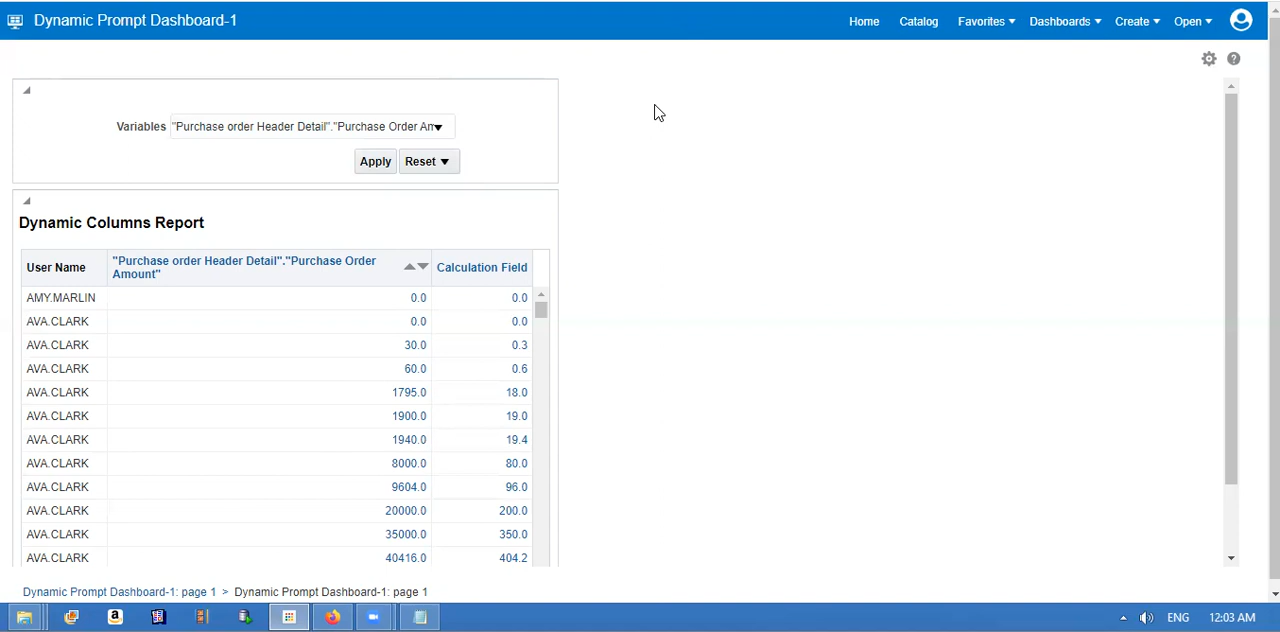 Dynamic Prompt Dashboard-1
Home Catalog Favorites Dashboards Create Open
Variables "Purchase order Header Detail"."Purchase Order Am
Apply Reset
Dynamic Columns Report
User Name "Purchase order Header Detail"."Purchase Order Amount" Calculation Field
AMY.MARLIN 0.0 0.0
AVA.CLARK 0.0 0.0
AVA.CLARK 30.0 0.3
AVA.CLARK 60.0 0.6
AVA.CLARK 1795.0 18.0
AVA.CLARK 1900.0 19.0
AVA.CLARK 1940.0 19.4
AVA.CLARK 8000.0 80.0
AVA.CLARK 9604.0 96.0
AVA.CLARK 20000.0 200.0
AVA.CLARK 35000.0 350.0
AVA.CLARK 40416.0 404.2
Dynamic Prompt Dashboard-1: page 1 > Dynamic Prompt Dashboard-1: page 1
ENG 12:03 AM